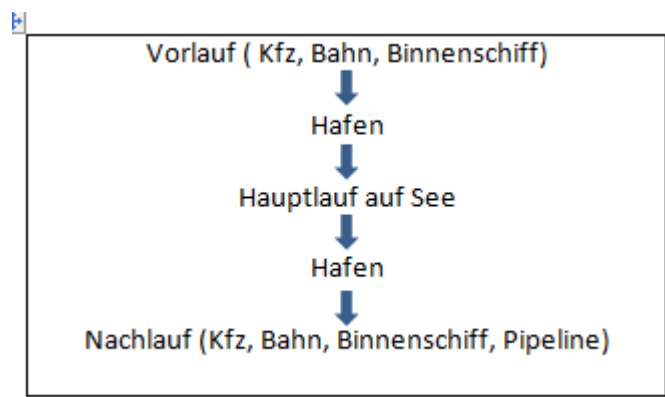 Vorlauf ( Kfz, Bahn, Binnenschiff)
Hafen
Hauptlauf auf See
Hafen
Nachlauf (Kfz, Bahn, Binnenschiff, Pipeline)